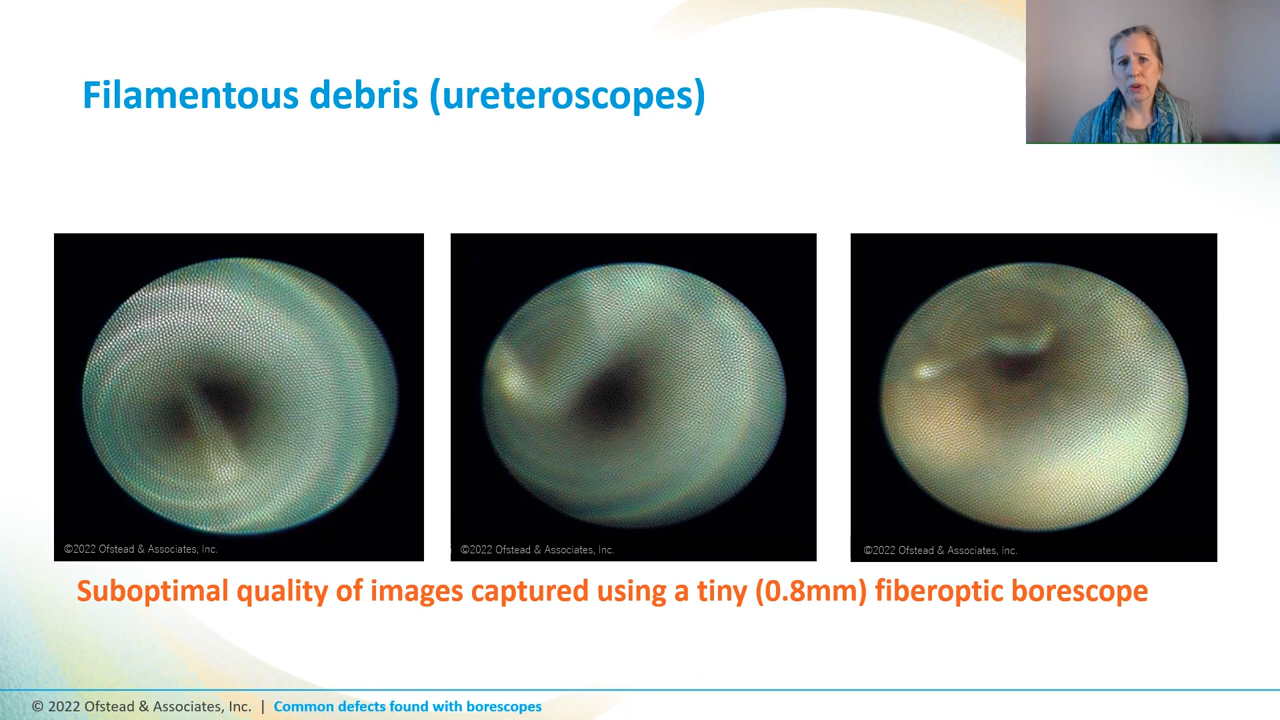 Filamentous debris (ureteroscopes)
©2022 Ofstead & Associates, Inc.
©2022 Ofstead & Associates, Inc.
©2022 Ofstead & Associates, Inc.
Suboptimal quality of images captured using a tiny (0.8mm) fiberoptic borescope
© 2022 Ofstead & Associates, Inc. | Common defects found with borescopes